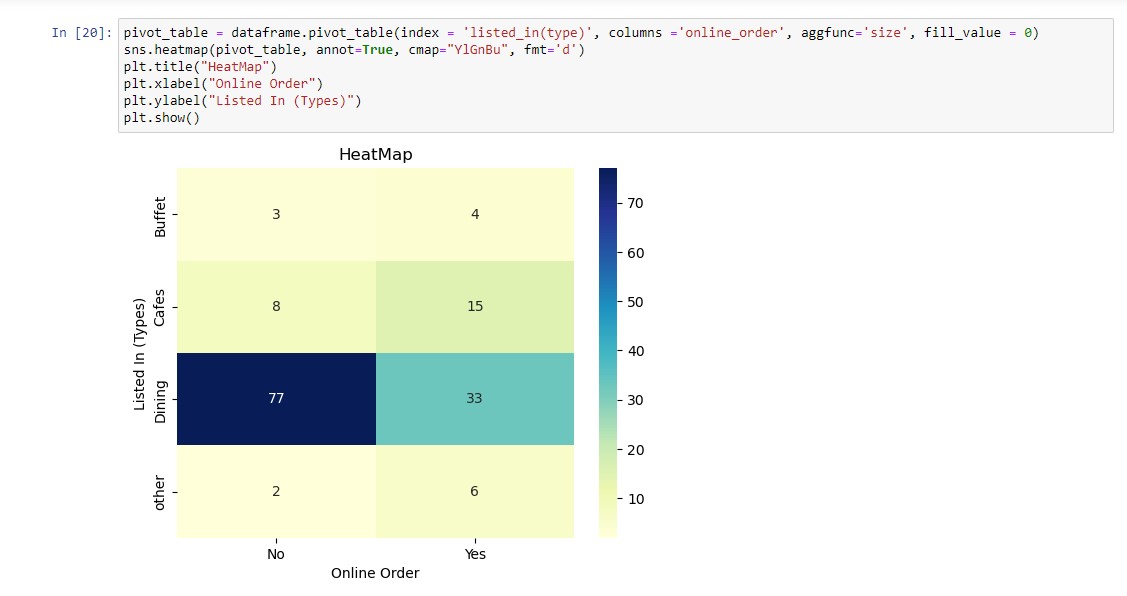 In [20]:
pivot_table = dataframe.pivot_table(index = 'listed_in(type)', columns ='online_order', aggfunc='size', fill_value = 0)
sns.heatmap(pivot_table, annot=True, cmap="YlGnBu", fmt='d')
plt.title("HeatMap")
plt.xlabel("Online Order")
plt.ylabel("Listed In (Types)")
plt.show()
HeatMap
Listed In (Types)
Buffet
3
4
Cafes
8
15
Dining
77
33
other
2
6
No
Yes
Online Order
70
60
50
40
30
20
10